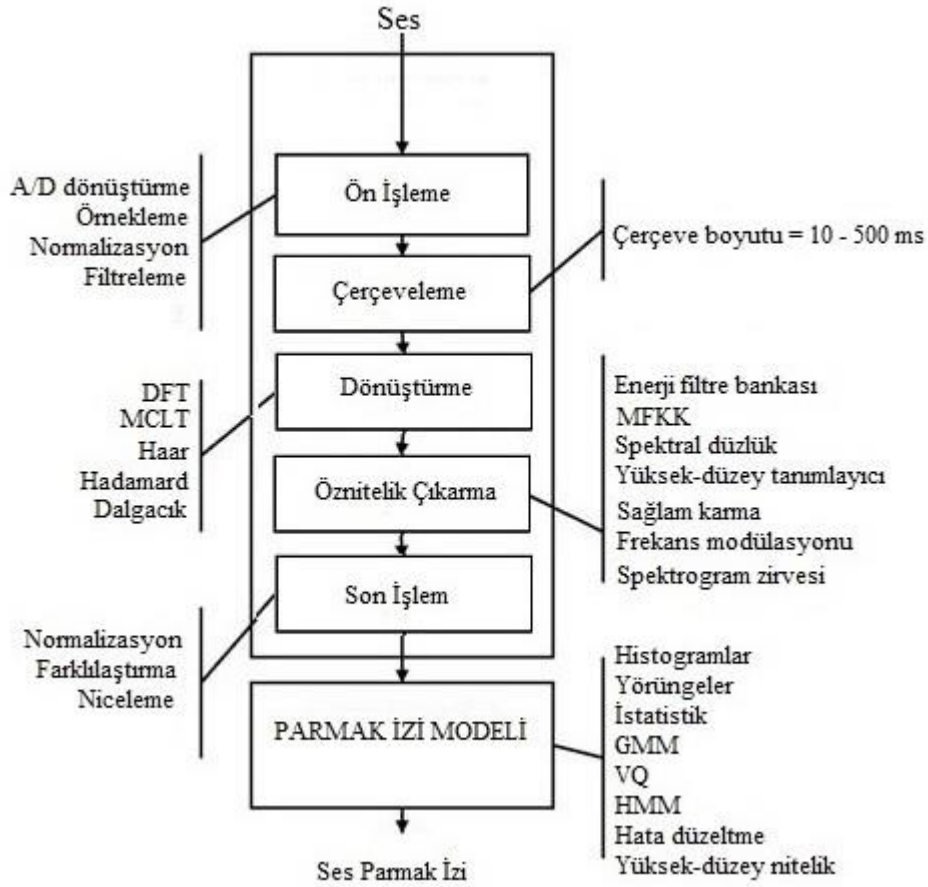 Ses
A/D dönüştürme
Örnekleme
Normalizasyon
Filtreleme
Ön İşleme
Çerçeveleme
Çerçeve boyutu = 10 - 500 ms
DFT
MCLT
Haar
Hadamard
Dalgacık
Dönüştürme
Öznitelik Çıkarma
Enerji filtre bankası
MFKK
Spektral düzlük
Yüksek-düzey tanımlayıcı
Sağlam karma
Frekans modülasyonu
Spektrogram zirvesi
Son İşlem
Normalizasyon
Farklılaştırma
Niceleme
PARMAK İZİ MODELİ
Histogramlar
Yörüngeler
İstatistik
GMM
VQ
HMM
Hata düzeltme
Yüksek-düzey nitelik
Ses Parmak İzi